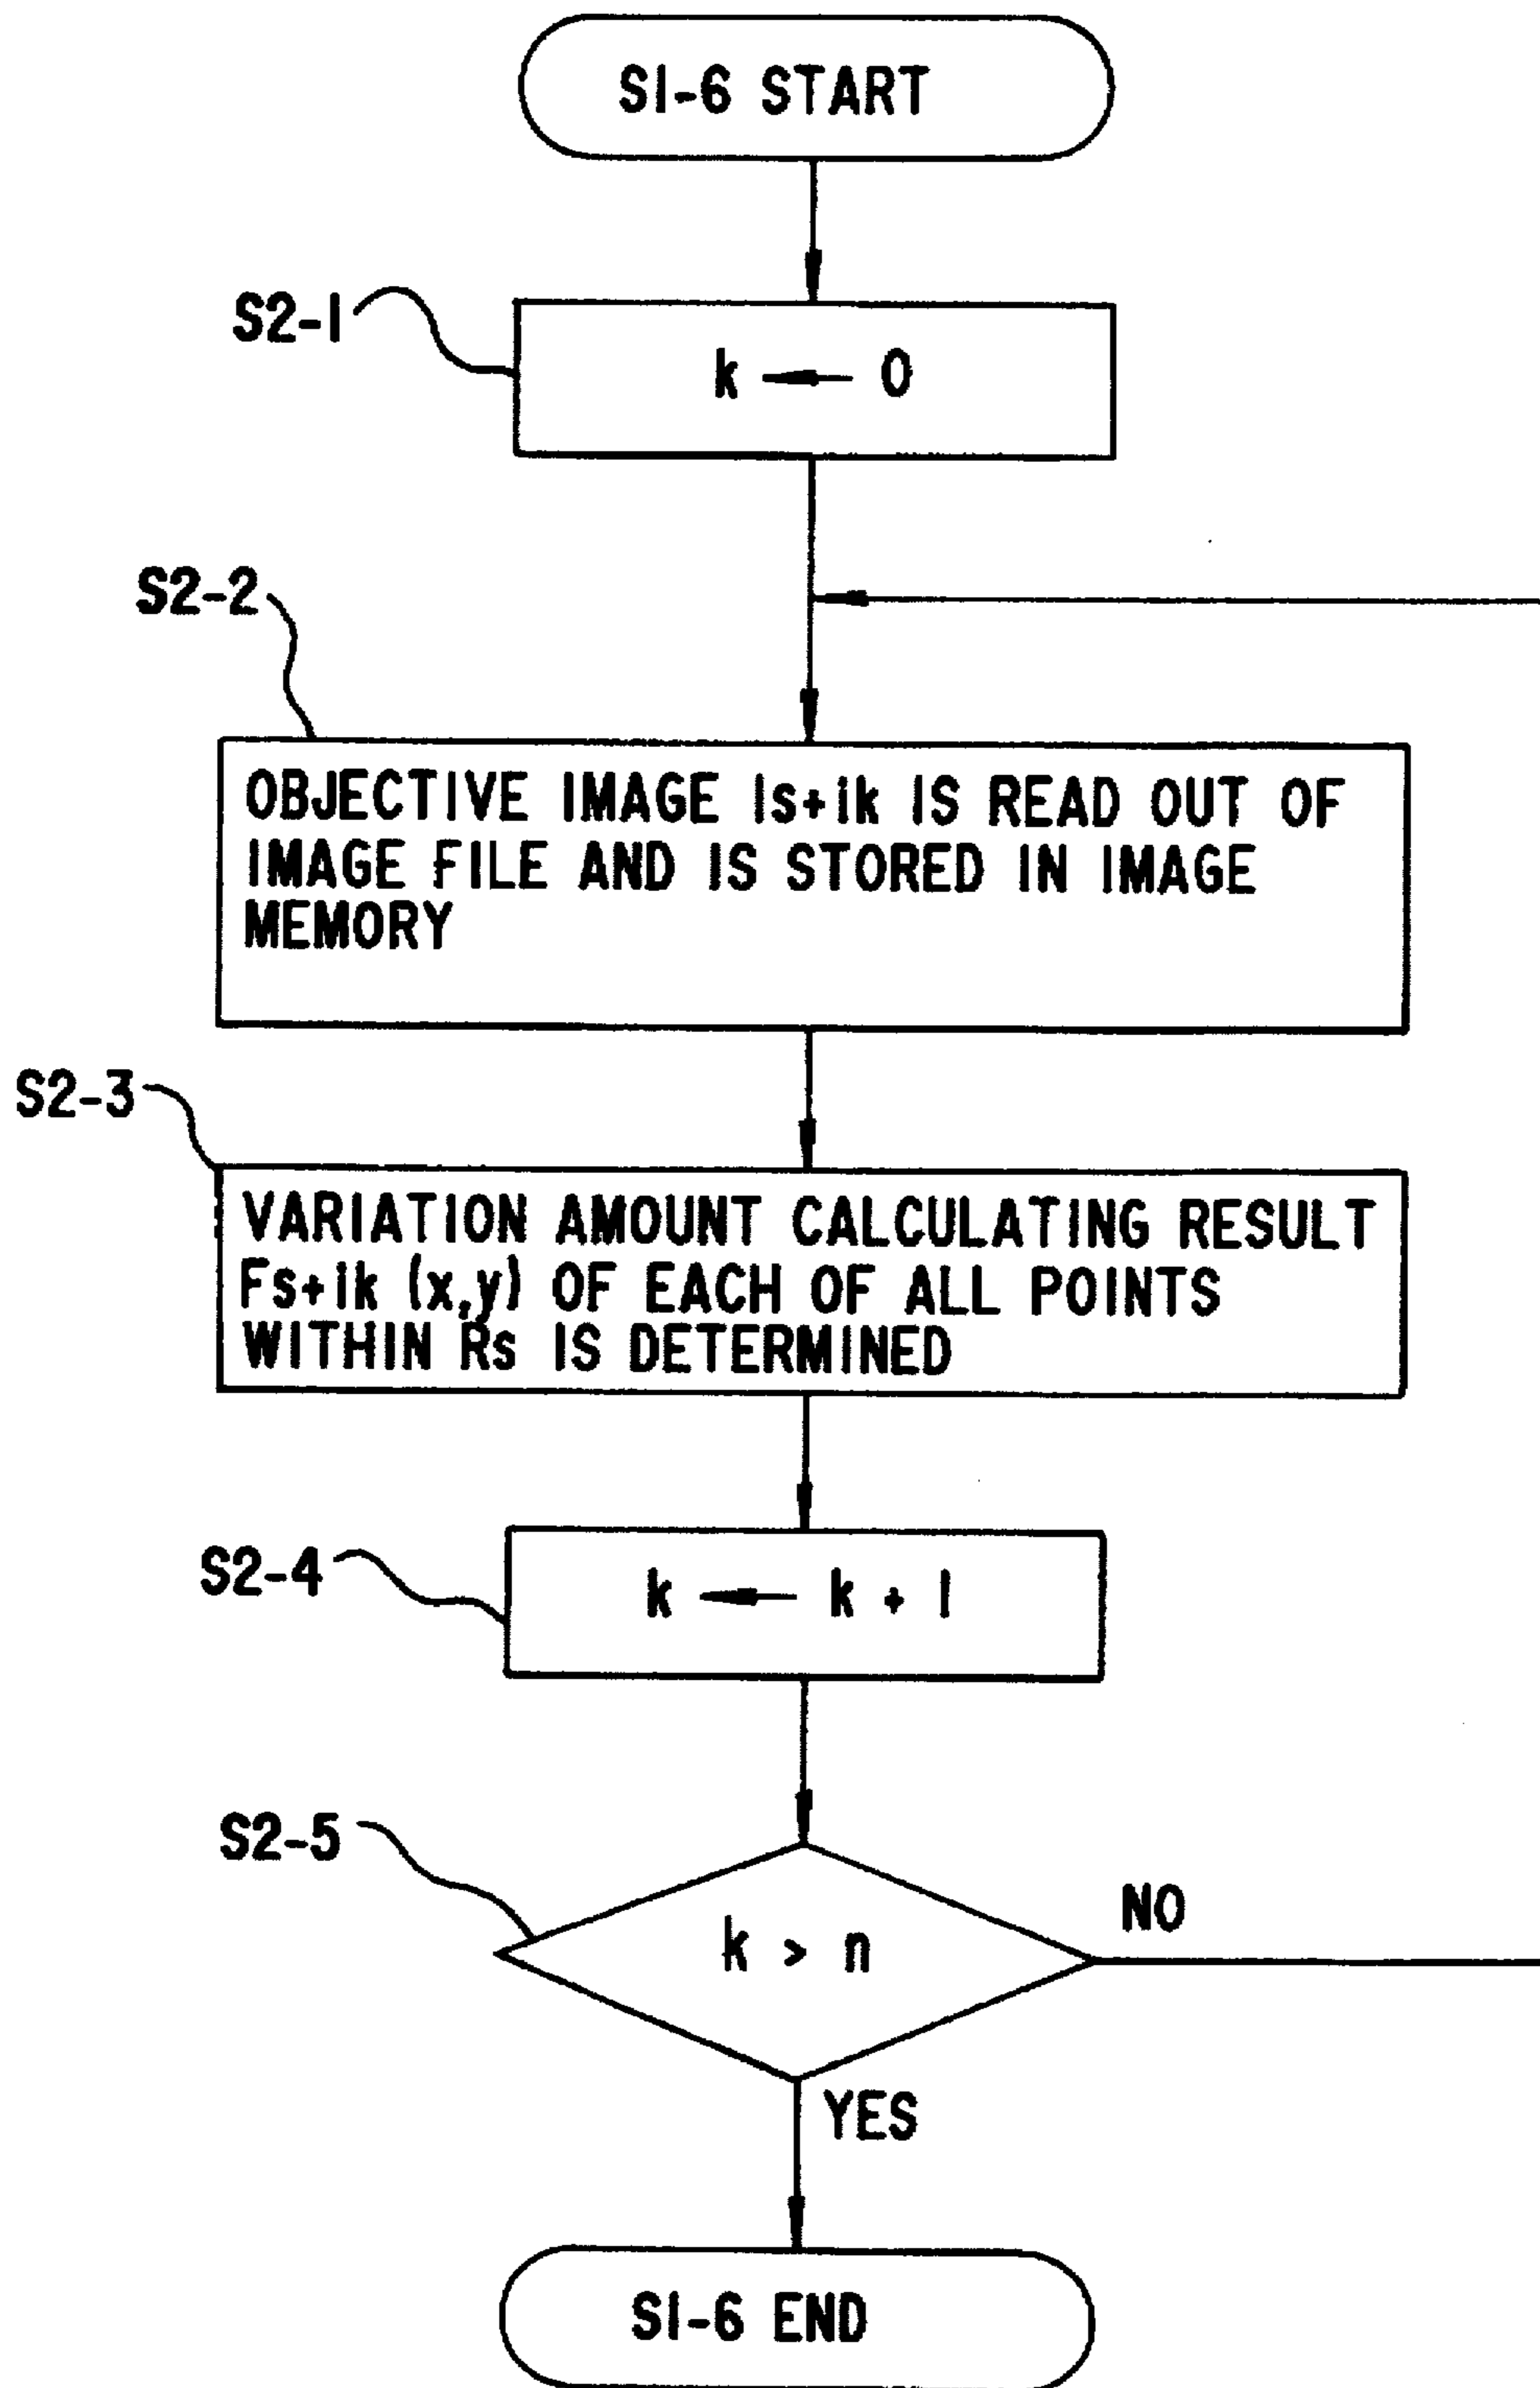 S1-6 START
S2-1
k ← 0
S2-2
OBJECTIVE IMAGE Is+ik IS READ OUT OF
IMAGE FILE AND IS STORED IN IMAGE
MEMORY
S2-3
VARIATION AMOUNT CALCULATING RESULT
Fs+ik (x,y) OF EACH OF ALL POINTS
WITHIN Rs IS DETERMINED
S2-4
k ← k + 1
S2-5
k > n
NO
YES
S1-6 END